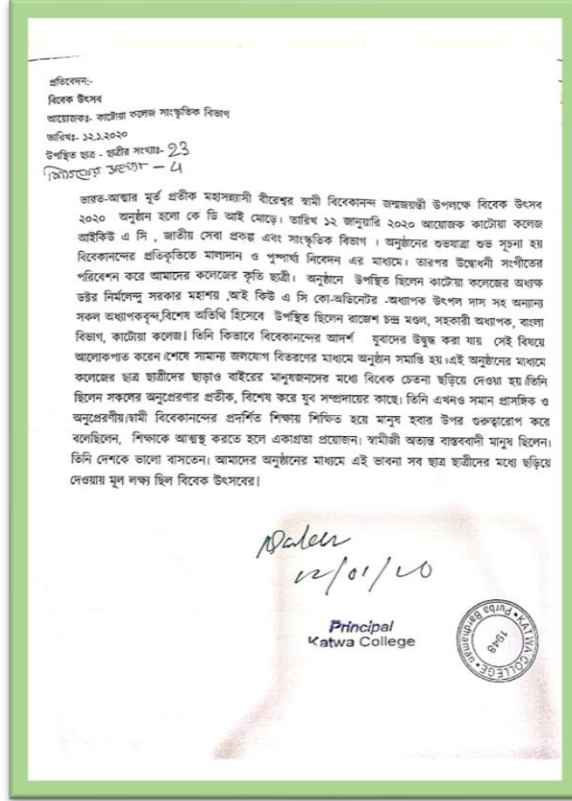 প্রতিবেদন:-
বিবেক উৎসব
আয়োজকঃ- কাটোয়া কলেজ সাংস্কৃতিক বিভাগ
তারিখঃ- ১২.১.২০২০
উপস্থিত ছাত্র - ছাত্রীর সংখ্যাঃ- 23
সংখ্যা - 4
ভারত-আত্মার মূর্ত প্রতীক মহাসন্ন্যাসী বীরেশ্বর স্বামী বিবেকানন্দ জন্মজয়ন্তী উপলক্ষে বিবেক উৎসব
২০২০ অনুষ্ঠান হলো কে ডি আই মোড়ে। তারিখ ১২ জানুয়ারি ২০২০ আয়োজক কাটোয়া কলেজ
আইকিউ এ সি , জাতীয় সেবা প্রকল্প এবং সাংস্কৃতিক বিভাগ । অনুষ্ঠানের শুভযাত্রা শুভ সূচনা হয়
বিবেকানন্দের প্রতিকৃতিতে মাল্যদান ও পুষ্পার্ঘ্য নিবেদন এর মাধ্যমে। তারপর উদ্বোধনী সংগীতের
পরিবেশন করে আমাদের কলেজের কৃতি ছাত্রী। অনুষ্ঠানে উপস্থিত ছিলেন কাটোয়া কলেজের অধ্যক্ষ
ডক্টর নির্মলেন্দু সরকার মহাশয় ,আই কিউ এ সি কো-অডিনেটর -অধ্যাপক উৎপল দাস সহ অন্যান্য
সকল অধ্যাপকবৃন্দ,বিশেষ অতিথি হিসেবে উপস্থিত ছিলেন রাজেশ চন্দ্র মণ্ডল, সহকারী অধ্যাপক, বাংলা
বিভাগ, কাটোয়া কলেজ। তিনি কিভাবে বিবেকানন্দের আদর্শ যুবাদের উদ্বুদ্ধ করা যায় সেই বিষয়ে
আলোকপাত করেন।শেষে সামান্য জলযোগ বিতরণের মাধ্যমে অনুষ্ঠান সমাপ্তি হয়।এই অনুষ্ঠানের মাধ্যমে
কলেজের ছাত্র ছাত্রীদের ছাড়াও বাইরের মানুষজনদের মধ্যে বিবেক চেতনা ছড়িয়ে দেওয়া হয়।তিনি
ছিলেন সকলের অনুপ্রেরণার প্রতীক, বিশেষ করে যুব সম্প্রদায়ের কাছে। তিনি এখনও সমান প্রাসঙ্গিক ও
অনুপ্রেরণীয়।স্বামী বিবেকানন্দের প্রদর্শিত শিক্ষায় শিক্ষিত হয়ে মানুষ হবার উপর গুরুত্বারোপ করে
বলেছিলেন, শিক্ষাকে আত্মস্থ করতে হলে একাগ্রতা প্রয়োজন। স্বামীজী অত্যন্ত বাস্তববাদী মানুষ ছিলেন।
তিনি দেশকে ভালো বাসতেন। আমাদের অনুষ্ঠানের মাধ্যমে এই ভাবনা সব ছাত্র ছাত্রীদের মধ্যে ছড়িয়ে
দেওয়ায় মূল লক্ষ্য ছিল বিবেক উৎসবের।
12/01/20
Principal
Katwa College
KATWA COLLEGE
Purba Bardhaman
1948